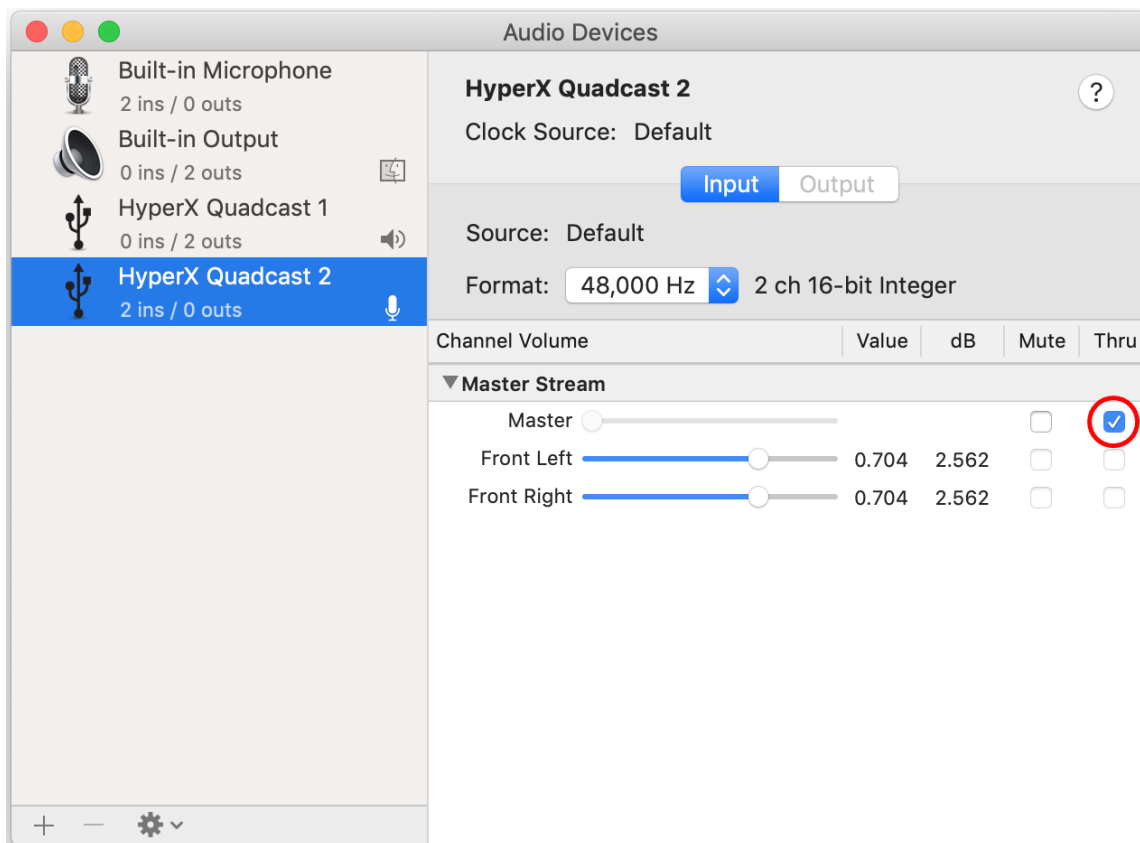 Audio Devices
Built-in Microphone
2 ins / 0 outs
Built-in Output
0 ins / 2 outs
HyperX Quadcast 1
0 ins / 2 outs
HyperX Quadcast 2
2 ins / 0 outs
HyperX Quadcast 2
?
Clock Source: Default
Input Output
Source: Default
Format: 48,000 Hz 2 ch 16-bit Integer
Channel Volume Value dB Mute Thru
Master Stream
Master
Front Left 0.704 2.562
Front Right 0.704 2.562